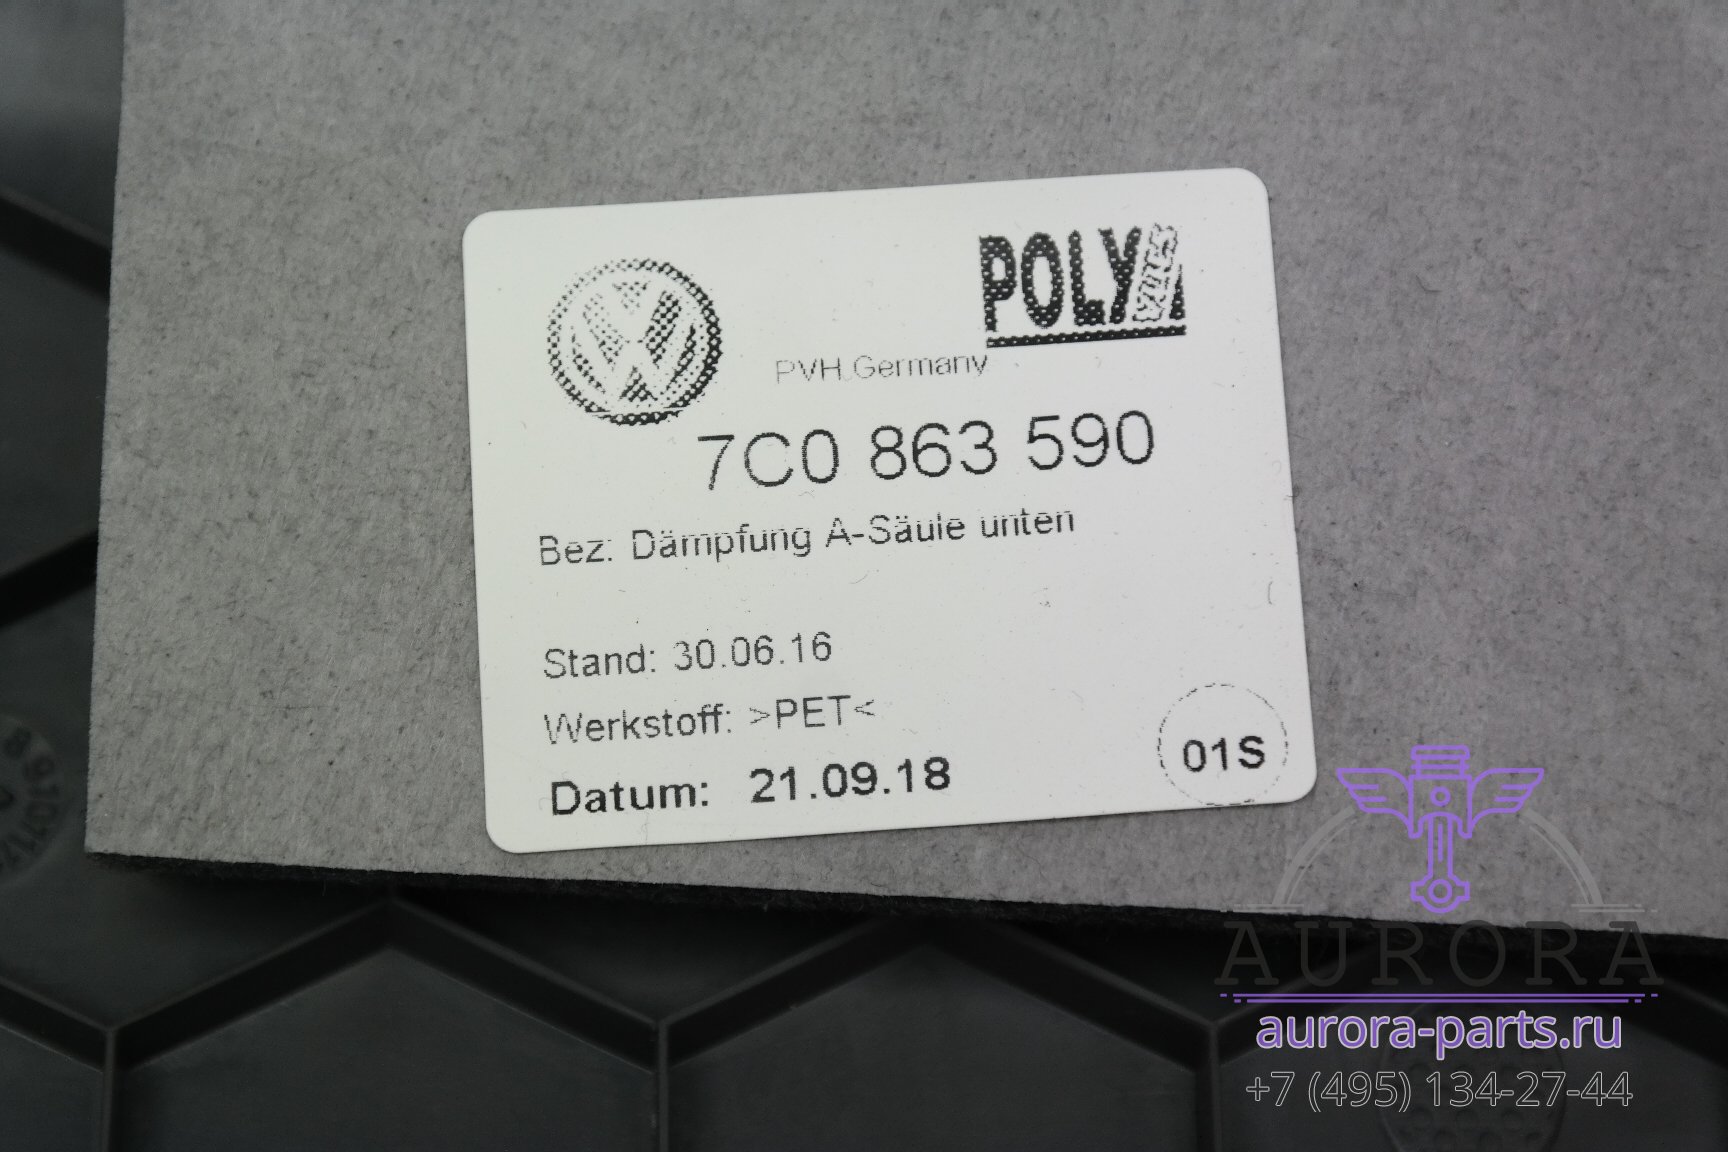 POLY
PVH.Germany
7C0 863 590
Bez: Dämpfung A-Säule unten
Stand: 30.06.16
Werkstoff: >PET<
Datum: 21.09.18
01S
AURORA
aurora-parts.ru
+7 (495) 134-27-44